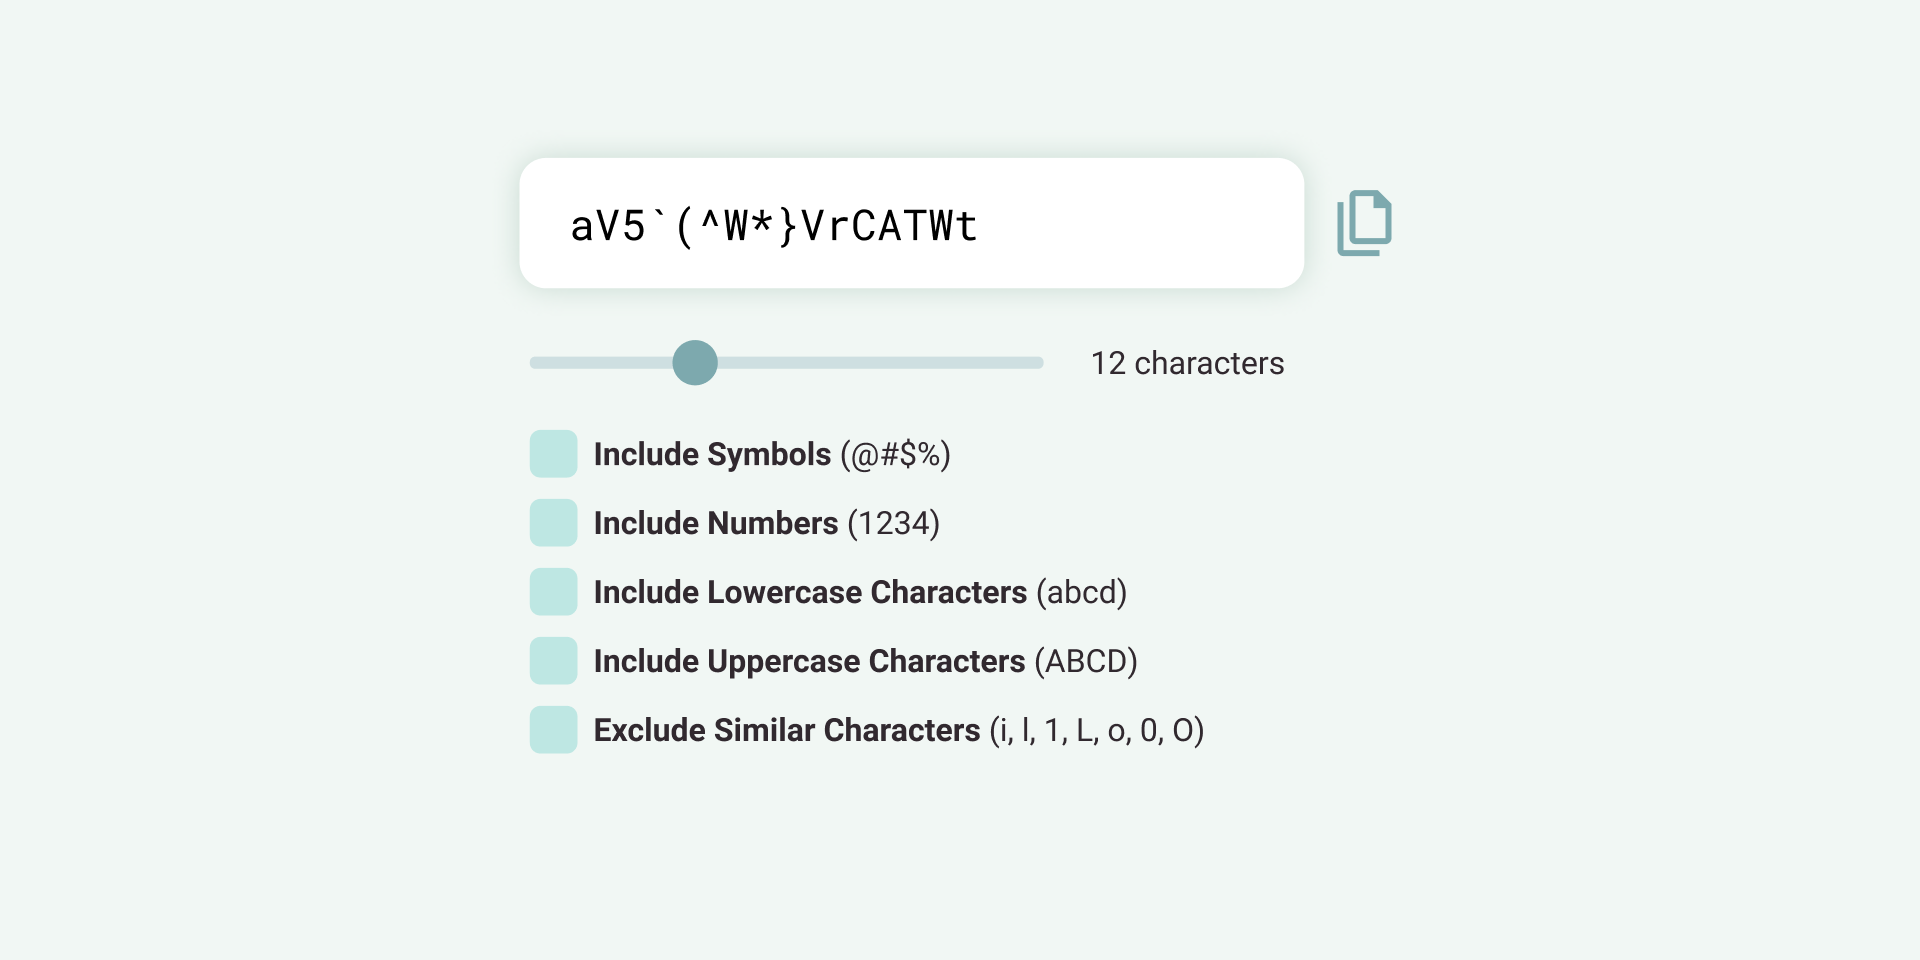 aV5`(^W*}VrCATWt
12 characters
Include Symbols (@#$%)
Include Numbers (1234)
Include Lowercase Characters (abcd)
Include Uppercase Characters (ABCD)
Exclude Similar Characters (i, l, 1, L, o, 0, O)